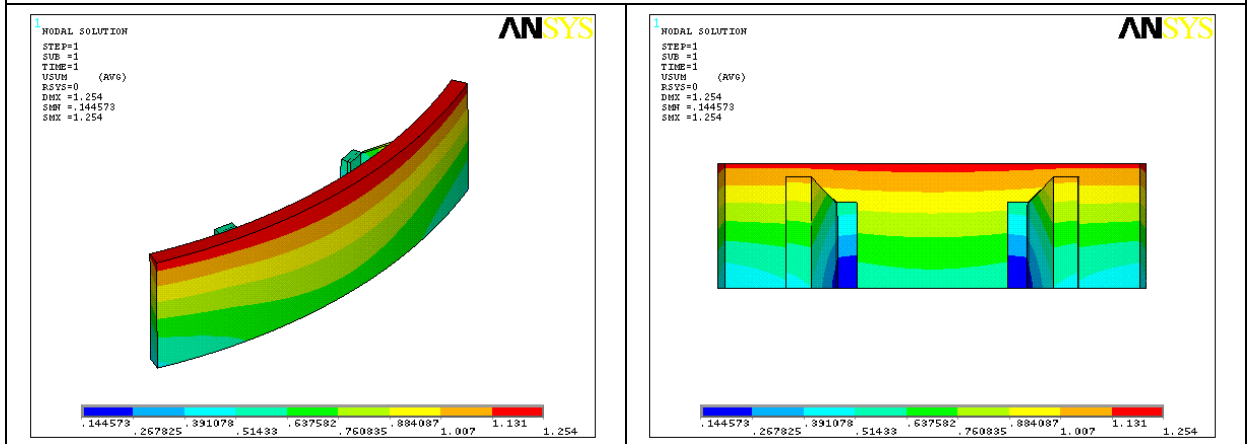 1
NODAL SOLUTION
ANSYS
STEP=1
SUB =1
TIME=1
USUM (AVG)
RSYS=0
DMX =1.254
SMN =.144573
SMX =1.254
.144573 .391078 .637582 .884087 1.131
.267825 .51433 .760835 1.007 1.254
1
NODAL SOLUTION
ANSYS
STEP=1
SUB =1
TIME=1
USUM (AVG)
RSYS=0
DMX =1.254
SMN =.144573
SMX =1.254
.144573 .391078 .637582 .884087 1.131
.267825 .51433 .760835 1.007 1.254